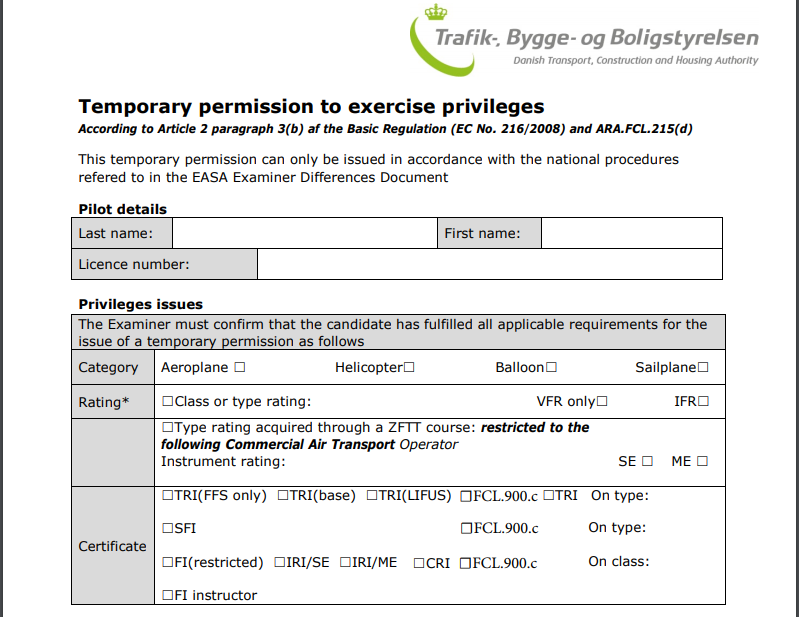 Trafik-, Bygge- og Boligstyrelsen
Danish Transport, Construction and Housing Authority
Temporary permission to exercise privileges
According to Article 2 paragraph 3(b) af the Basic Regulation (EC No. 216/2008) and ARA.FCL.215(d)
This temporary permission can only be issued in accordance with the national procedures
refered to in the EASA Examiner Differences Document
Pilot details
Last name: First name:
Licence number:
Privileges issues
The Examiner must confirm that the candidate has fulfilled all applicable requirements for the
issue of a temporary permission as follows
Category Aeroplane ☐ Helicopter☐ Balloon☐ Sailplane☐
Rating* ☐Class or type rating: VFR only☐ IFR☐
☐Type rating acquired through a ZFTT course: restricted to the
following Commercial Air Transport Operator
Instrument rating: SE ☐ ME ☐
☐TRI(FFS only) ☐TRI(base) ☐TRI(LIFUS) ☐FCL.900.c ☐TRI On type:
☐SFI ☐FCL.900.c On type:
Certificate
☐FI(restricted) ☐IRI/SE ☐IRI/ME ☐CRI ☐FCL.900.c On class:
☐FI instructor